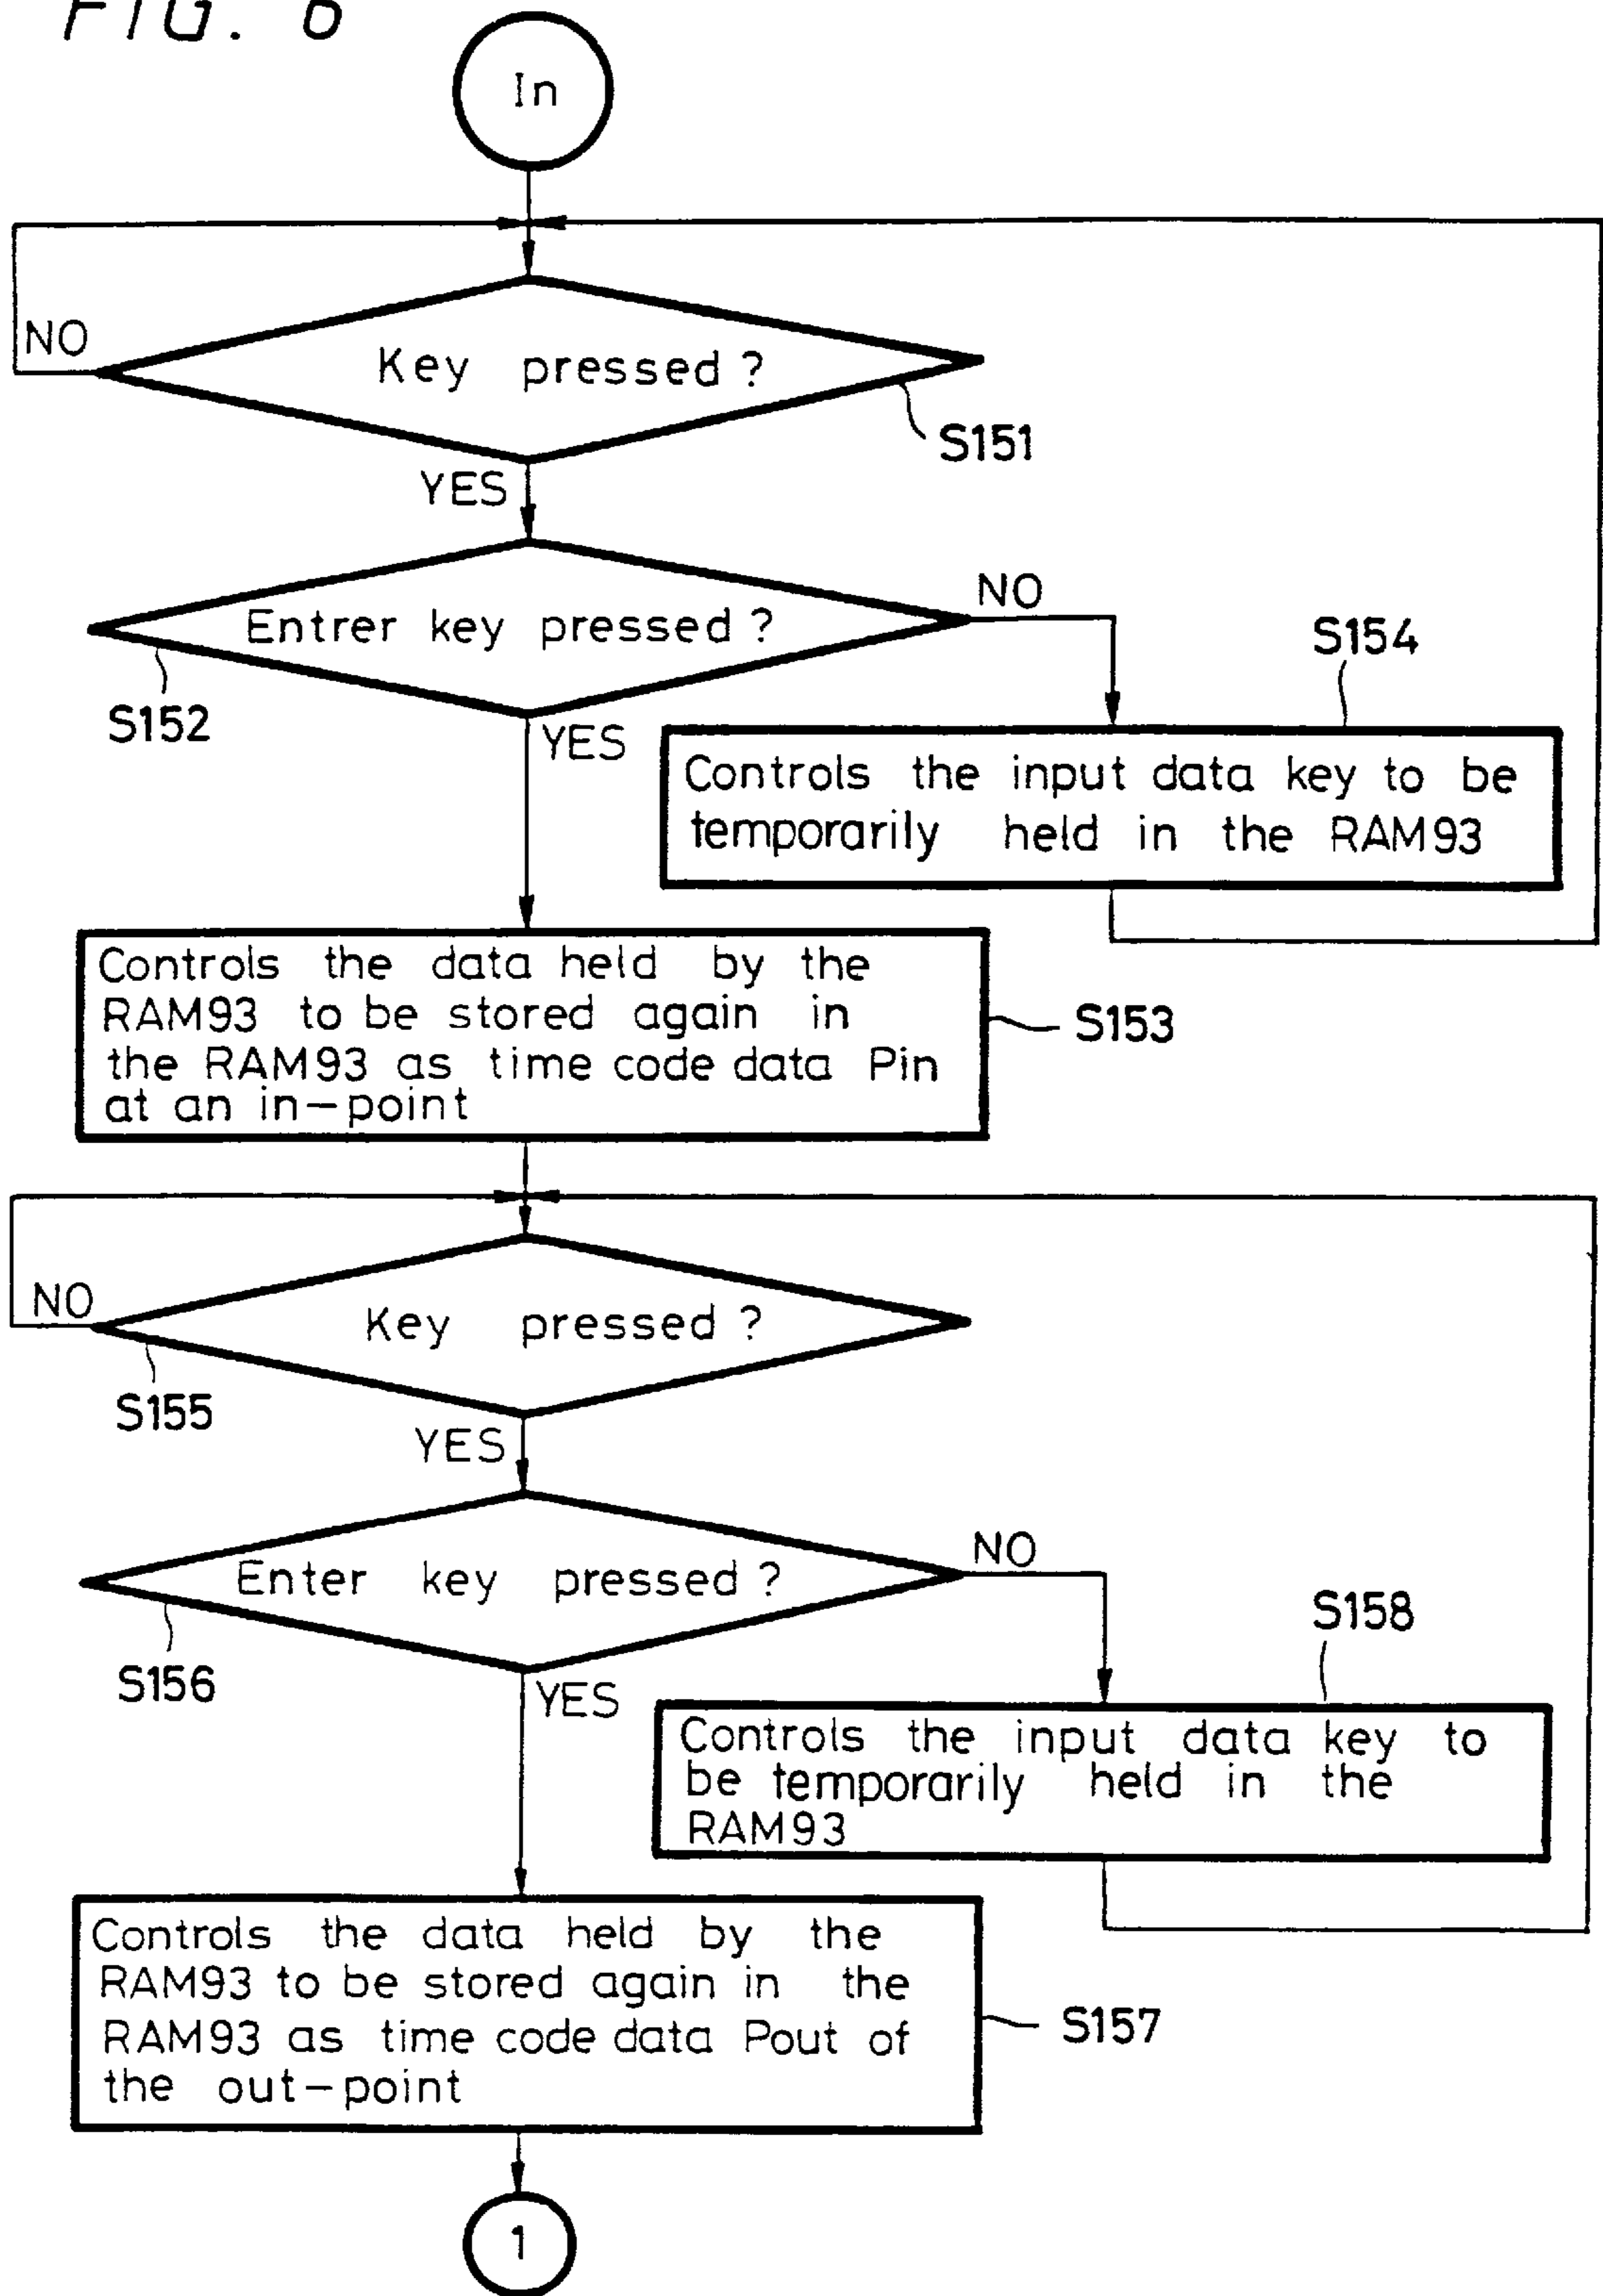 FIG. 6
In
NO
Key pressed ?
S151
YES
Entrer key pressed ?
NO
S152
S154
YES
Controls the input data key to be
temporarily held in the RAM93
Controls the data held by the
RAM93 to be stored again in
the RAM93 as time code data Pin
at an in-point
S153
NO
Key pressed ?
S155
YES
Enter key pressed ?
NO
S156
S158
YES
Controls the input data key to
be temporarily held in the
RAM93
Controls the data held by the
RAM93 to be stored again in the
RAM93 as time code data Pout of
the out-point
S157
1